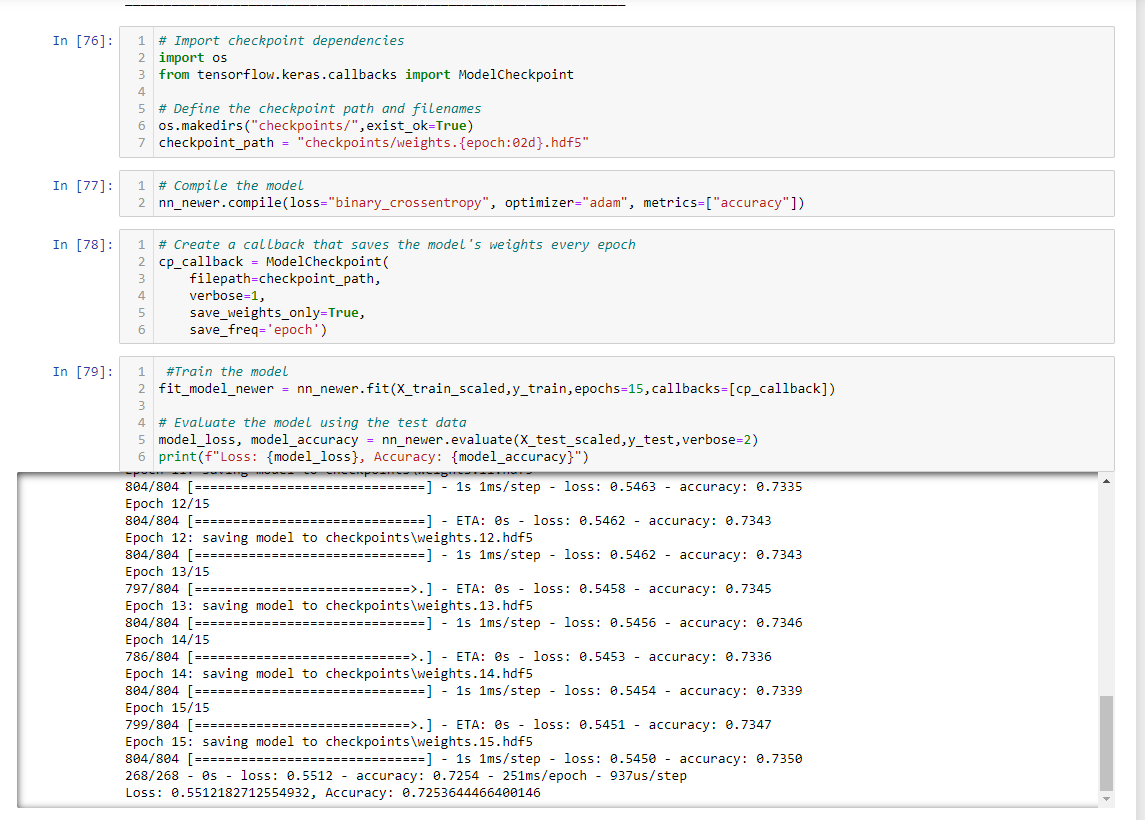 In [76]:
1 # Import checkpoint dependencies
2 import os
3 from tensorflow.keras.callbacks import ModelCheckpoint
4
5 # Define the checkpoint path and filenames
6 os.makedirs("checkpoints/",exist_ok=True)
7 checkpoint_path = "checkpoints/weights.{epoch:02d}.hdf5"
In [77]:
1 # Compile the model
2 nn_newer.compile(loss="binary_crossentropy", optimizer="adam", metrics=["accuracy"])
In [78]:
1 # Create a callback that saves the model's weights every epoch
2 cp_callback = ModelCheckpoint(
3     filepath=checkpoint_path,
4     verbose=1,
5     save_weights_only=True,
6     save_freq='epoch')
In [79]:
1  #Train the model
2 fit_model_newer = nn_newer.fit(X_train_scaled,y_train,epochs=15,callbacks=[cp_callback])
3
4 # Evaluate the model using the test data
5 model_loss, model_accuracy = nn_newer.evaluate(X_test_scaled,y_test,verbose=2)
6 print(f"Loss: {model_loss}, Accuracy: {model_accuracy}")
Epoch 11: saving model to checkpoints\weights.11.hdf5
804/804 [==============================] - 1s 1ms/step - loss: 0.5463 - accuracy: 0.7335
Epoch 12/15
804/804 [==============================] - ETA: 0s - loss: 0.5462 - accuracy: 0.7343
Epoch 12: saving model to checkpoints\weights.12.hdf5
804/804 [==============================] - 1s 1ms/step - loss: 0.5462 - accuracy: 0.7343
Epoch 13/15
797/804 [============================>.] - ETA: 0s - loss: 0.5458 - accuracy: 0.7345
Epoch 13: saving model to checkpoints\weights.13.hdf5
804/804 [==============================] - 1s 1ms/step - loss: 0.5456 - accuracy: 0.7346
Epoch 14/15
786/804 [============================>.] - ETA: 0s - loss: 0.5453 - accuracy: 0.7336
Epoch 14: saving model to checkpoints\weights.14.hdf5
804/804 [==============================] - 1s 1ms/step - loss: 0.5454 - accuracy: 0.7339
Epoch 15/15
799/804 [============================>.] - ETA: 0s - loss: 0.5451 - accuracy: 0.7347
Epoch 15: saving model to checkpoints\weights.15.hdf5
804/804 [==============================] - 1s 1ms/step - loss: 0.5450 - accuracy: 0.7350
268/268 - 0s - loss: 0.5512 - accuracy: 0.7254 - 251ms/epoch - 937us/step
Loss: 0.5512182712554932, Accuracy: 0.7253644466400146